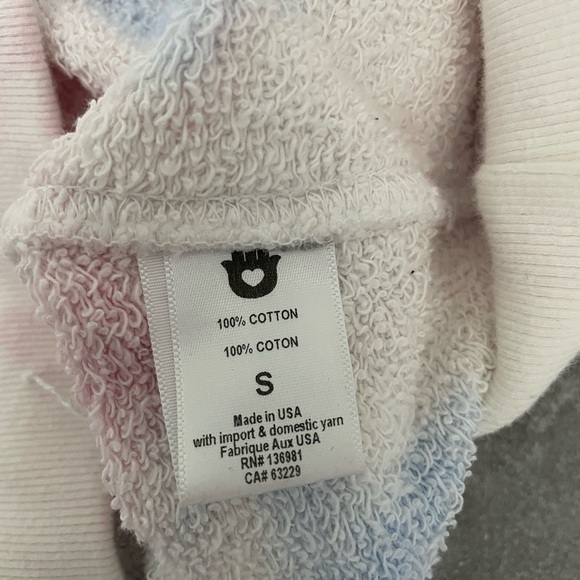 100% COTTON
100% COTON
S
Made in USA
with import & domestic yarn
Fabrique Aux USA
RN# 136981
CA# 63229